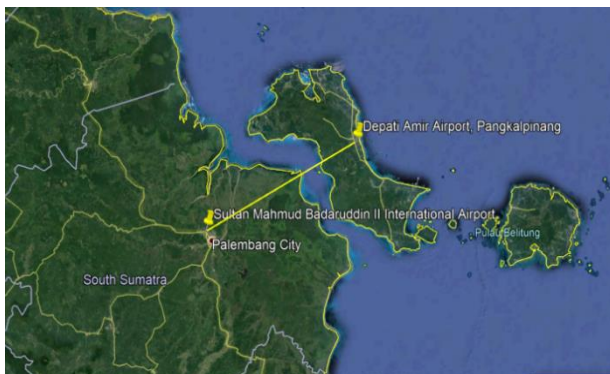 Depati Amir Airport, Pangkalpinang
Sultan Mahmud Badaruddin II International Airport,
Palembang City
Pulau Belitung
South Sumatra